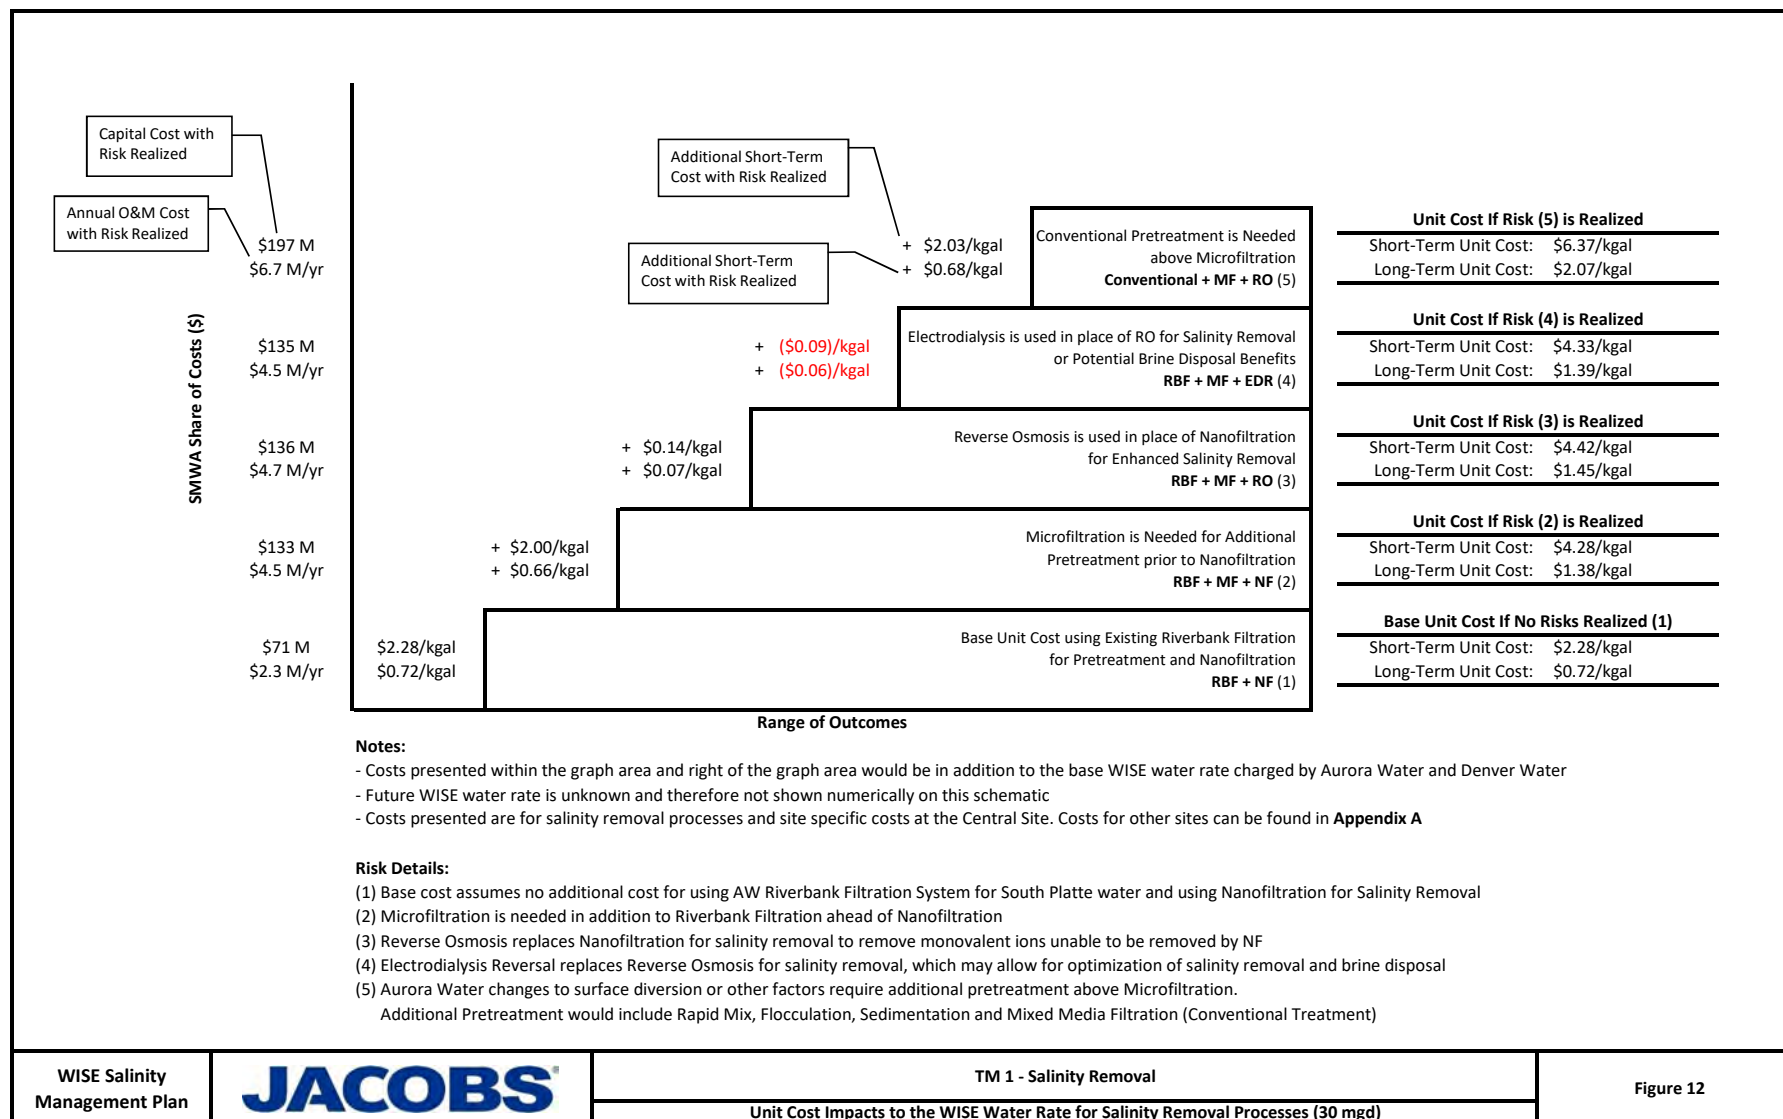 Capital Cost with
Risk Realized
Annual O&M Cost
with Risk Realized
Additional Short-Term
Cost with Risk Realized
Additional Short-Term
Cost with Risk Realized
SMWA Share of Costs ($)
$197 M
$6.7 M/yr
+ $2.03/kgal
+ $0.68/kgal
Conventional Pretreatment is Needed
above Microfiltration
Conventional + MF + RO (5)
Unit Cost If Risk (5) is Realized
Short-Term Unit Cost: $6.37/kgal
Long-Term Unit Cost: $2.07/kgal
$135 M
$4.5 M/yr
+ ($0.09)/kgal
+ ($0.06)/kgal
Electrodialysis is used in place of RO for Salinity Removal
or Potential Brine Disposal Benefits
RBF + MF + EDR (4)
Unit Cost If Risk (4) is Realized
Short-Term Unit Cost: $4.33/kgal
Long-Term Unit Cost: $1.39/kgal
$136 M
$4.7 M/yr
+ $0.14/kgal
+ $0.07/kgal
Reverse Osmosis is used in place of Nanofiltration
for Enhanced Salinity Removal
RBF + MF + RO (3)
Unit Cost If Risk (3) is Realized
Short-Term Unit Cost: $4.42/kgal
Long-Term Unit Cost: $1.45/kgal
$133 M
$4.5 M/yr
+ $2.00/kgal
+ $0.66/kgal
Microfiltration is Needed for Additional
Pretreatment prior to Nanofiltration
RBF + MF + NF (2)
Unit Cost If Risk (2) is Realized
Short-Term Unit Cost: $4.28/kgal
Long-Term Unit Cost: $1.38/kgal
$71 M
$2.3 M/yr
$2.28/kgal
$0.72/kgal
Base Unit Cost using Existing Riverbank Filtration
for Pretreatment and Nanofiltration
RBF + NF (1)
Base Unit Cost If No Risks Realized (1)
Short-Term Unit Cost: $2.28/kgal
Long-Term Unit Cost: $0.72/kgal
Range of Outcomes
Notes:
- Costs presented within the graph area and right of the graph area would be in addition to the base WISE water rate charged by Aurora Water and Denver Water
- Future WISE water rate is unknown and therefore not shown numerically on this schematic
- Costs presented are for salinity removal processes and site specific costs at the Central Site. Costs for other sites can be found in Appendix A
Risk Details:
(1) Base cost assumes no additional cost for using AW Riverbank Filtration System for South Platte water and using Nanofiltration for Salinity Removal
(2) Microfiltration is needed in addition to Riverbank Filtration ahead of Nanofiltration
(3) Reverse Osmosis replaces Nanofiltration for salinity removal to remove monovalent ions unable to be removed by NF
(4) Electrodialysis Reversal replaces Reverse Osmosis for salinity removal, which may allow for optimization of salinity removal and brine disposal
(5) Aurora Water changes to surface diversion or other factors require additional pretreatment above Microfiltration.
Additional Pretreatment would include Rapid Mix, Flocculation, Sedimentation and Mixed Media Filtration (Conventional Treatment)
WISE Salinity
Management Plan
JACOBS
TM 1 - Salinity Removal
Unit Cost Impacts to the WISE Water Rate for Salinity Removal Processes (30 mgd)
Figure 12